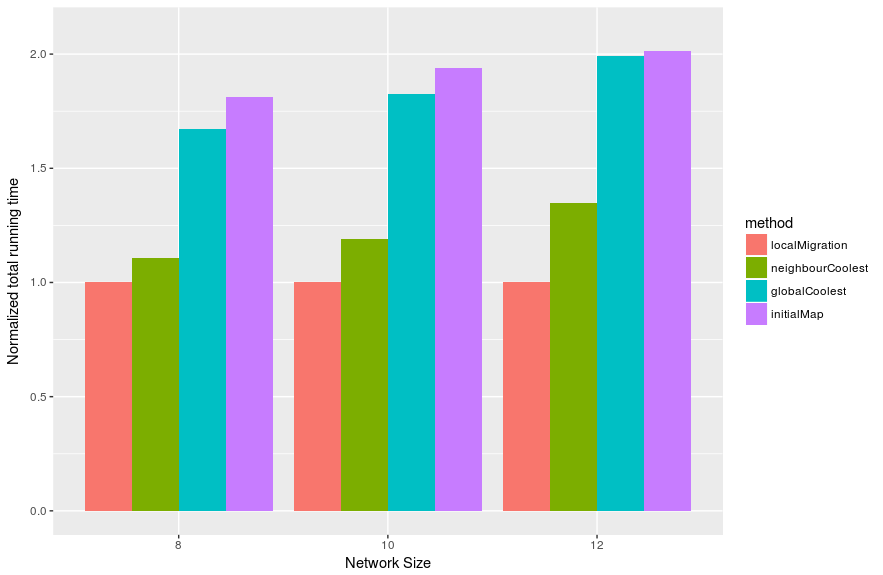 Normalized total running time
2.0
1.5
1.0
0.5
0.0
8
10
12
Network Size
method
localMigration
neighbourCoolest
globalCoolest
initialMap